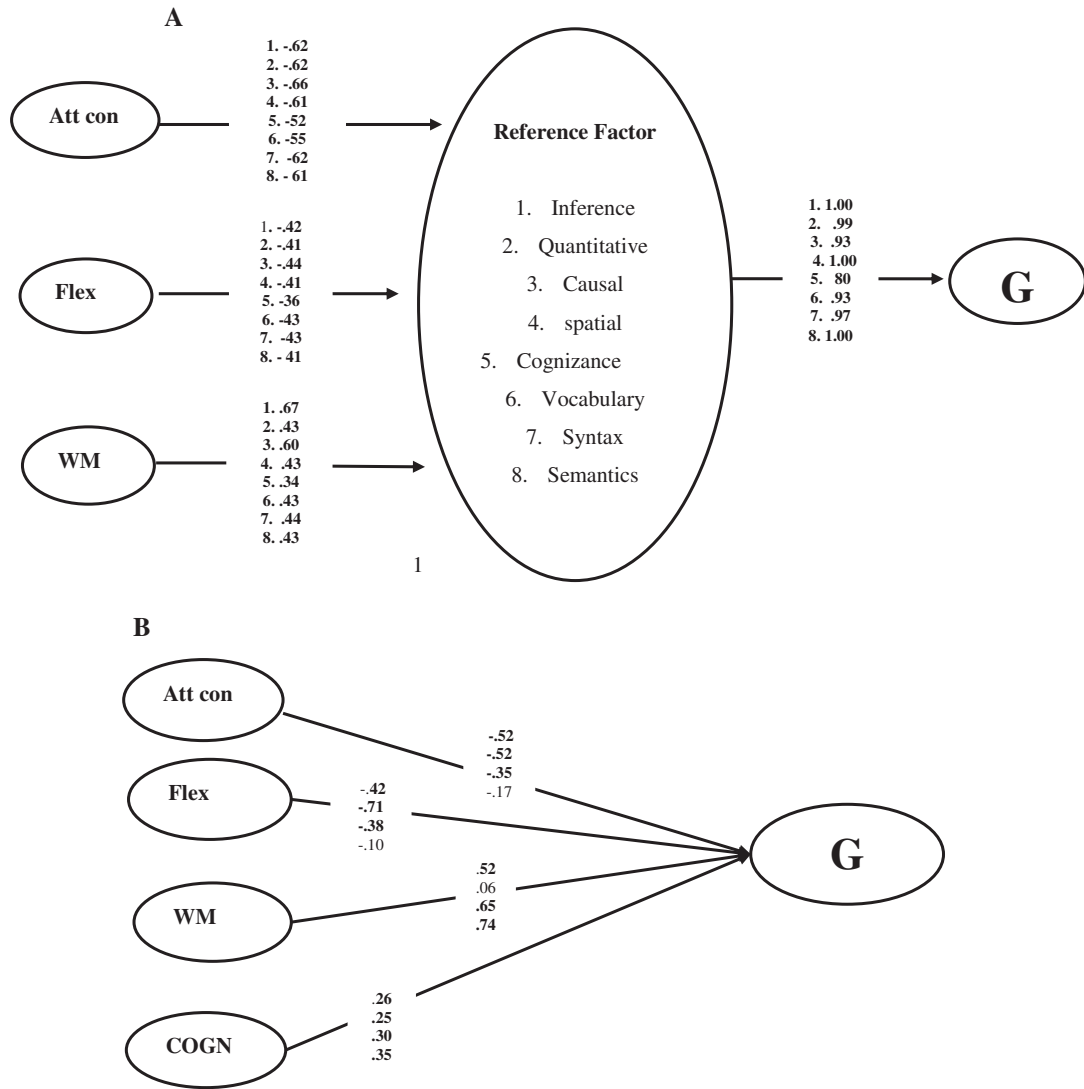 A
Att con
1. -.62
2. -.62
3. -.66
4. -.61
5. -52
6. -55
7. -62
8. - 61
Flex
1. -.42
2. -.41
3. -.44
4. -.41
5. -36
6. -43
7. -43
8. - 41
WM
1. .67
2. .43
3. .60
4. .43
5. .34
6. .43
7. .44
8. .43
1
Reference Factor
1. Inference
2. Quantitative
3. Causal
4. spatial
5. Cognizance
6. Vocabulary
7. Syntax
8. Semantics
1. 1.00
2. .99
3. .93
4. 1.00
5. 80
6. .93
7. .97
8. 1.00
G
B
Att con
-.52
-.52
-.35
-.17
Flex
-.42
-.71
-.38
-.10
WM
.52
.06
.65
.74
COGN
.26
.25
.30
.35
G